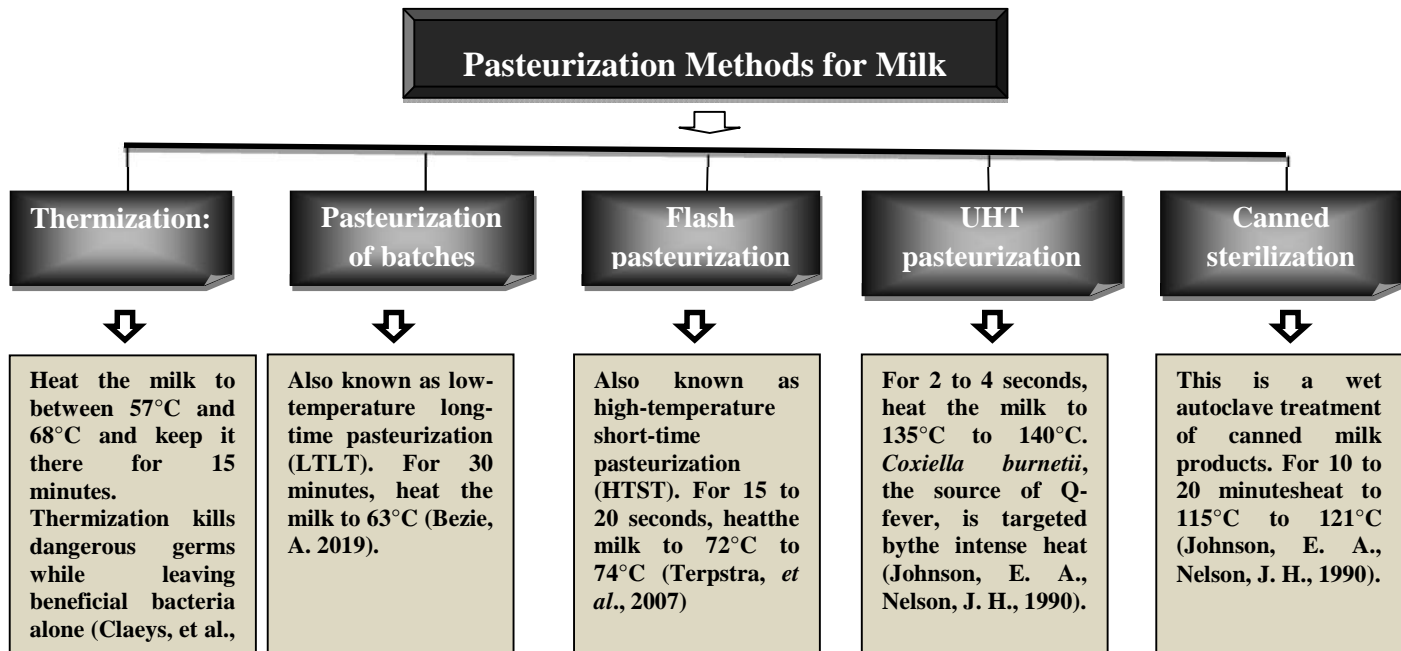 Pasteurization Methods for Milk
Thermization:
Pasteurization
of batches
Flash
pasteurization
UHT
pasteurization
Canned
sterilization
Heat the milk to
between 57°C and
68°C and keep it
there for 15
minutes.
Thermization kills
dangerous germs
while leaving
beneficial bacteria
alone (Claeys, et al.,
Also known as low-
temperature long-
time pasteurization
(LTLT). For 30
minutes, heat the
milk to 63°C (Bezie,
A. 2019).
Also known as
high-temperature
short-time
pasteurization
(HTST). For 15 to
20 seconds, heatthe
milk to 72°C to
74°C (Terpstra, et
al., 2007)
For 2 to 4 seconds,
heat the milk to
135°C to 140°C.
Coxiella burnetii,
the source of Q-
fever, is targeted
bythe intense heat
(Johnson, E. A.,
Nelson, J. H., 1990).
This is a wet
autoclave treatment
of canned milk
products. For 10 to
20 minutesheat to
115°C to 121°C
(Johnson, E. A.,
Nelson, J. H., 1990).